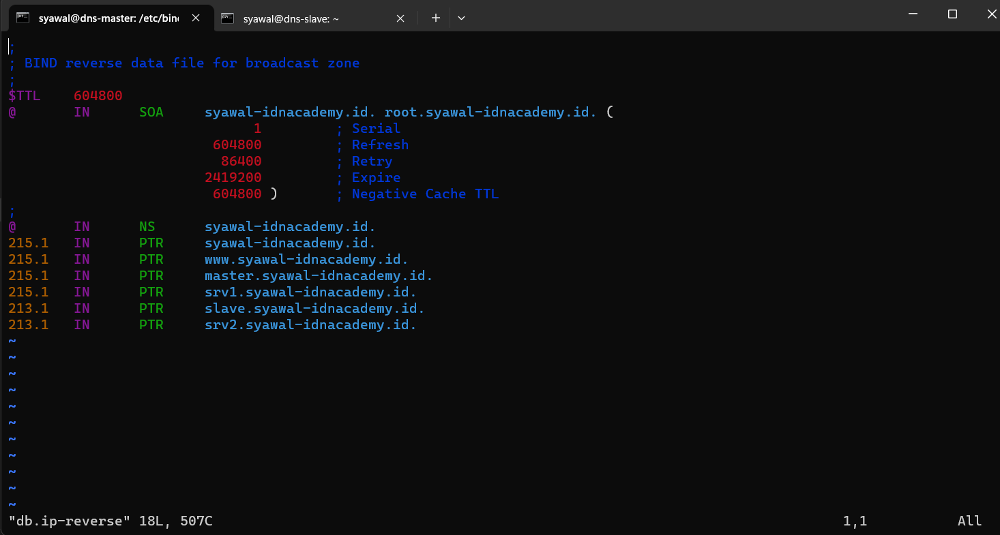 syawal@dns-master: /etc/bind
syawal@dns-slave: ~
;
; BIND reverse data file for broadcast zone
;
$TTL 604800
@ IN SOA syawal-idnacademy.id. root.syawal-idnacademy.id. (
1 ; Serial
604800 ; Refresh
86400 ; Retry
2419200 ; Expire
604800 ) ; Negative Cache TTL
;
@ IN NS syawal-idnacademy.id.
215.1 IN PTR syawal-idnacademy.id.
215.1 IN PTR www.syawal-idnacademy.id.
215.1 IN PTR master.syawal-idnacademy.id.
215.1 IN PTR srv1.syawal-idnacademy.id.
213.1 IN PTR slave.syawal-idnacademy.id.
213.1 IN PTR srv2.syawal-idnacademy.id.
~
~
~
~
~
~
~
~
~
~
~
"db.ip-reverse" 18L, 507C 1,1 All